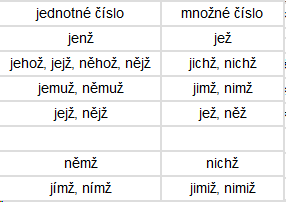 jednotné číslo množné číslo
jenž jež
jehož, jejž, něhož, nějž jichž, nichž
jemuž, němuž jimž, nimž
jejž, nějž jež, něž
němž nichž
jímž, nímž jimiž, nimiž